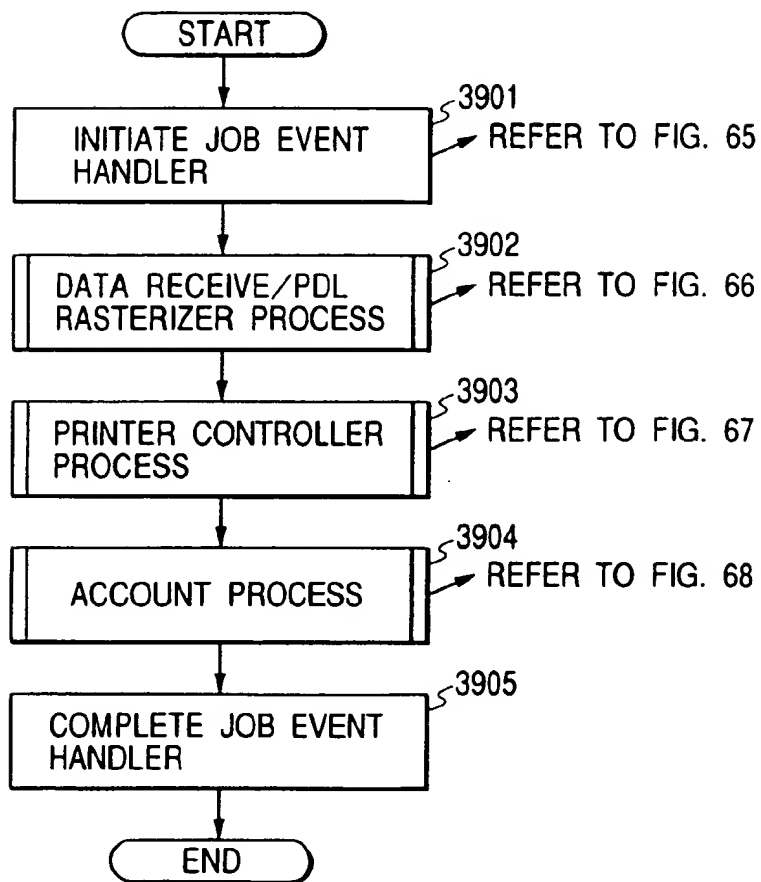 START
3901
INITIATE JOB EVENT
HANDLER
REFER TO FIG. 65
3902
DATA RECEIVE/PDL
RASTERIZER PROCESS
REFER TO FIG. 66
3903
PRINTER CONTROLLER
PROCESS
REFER TO FIG. 67
3904
ACCOUNT PROCESS
REFER TO FIG. 68
3905
COMPLETE JOB EVENT
HANDLER
END